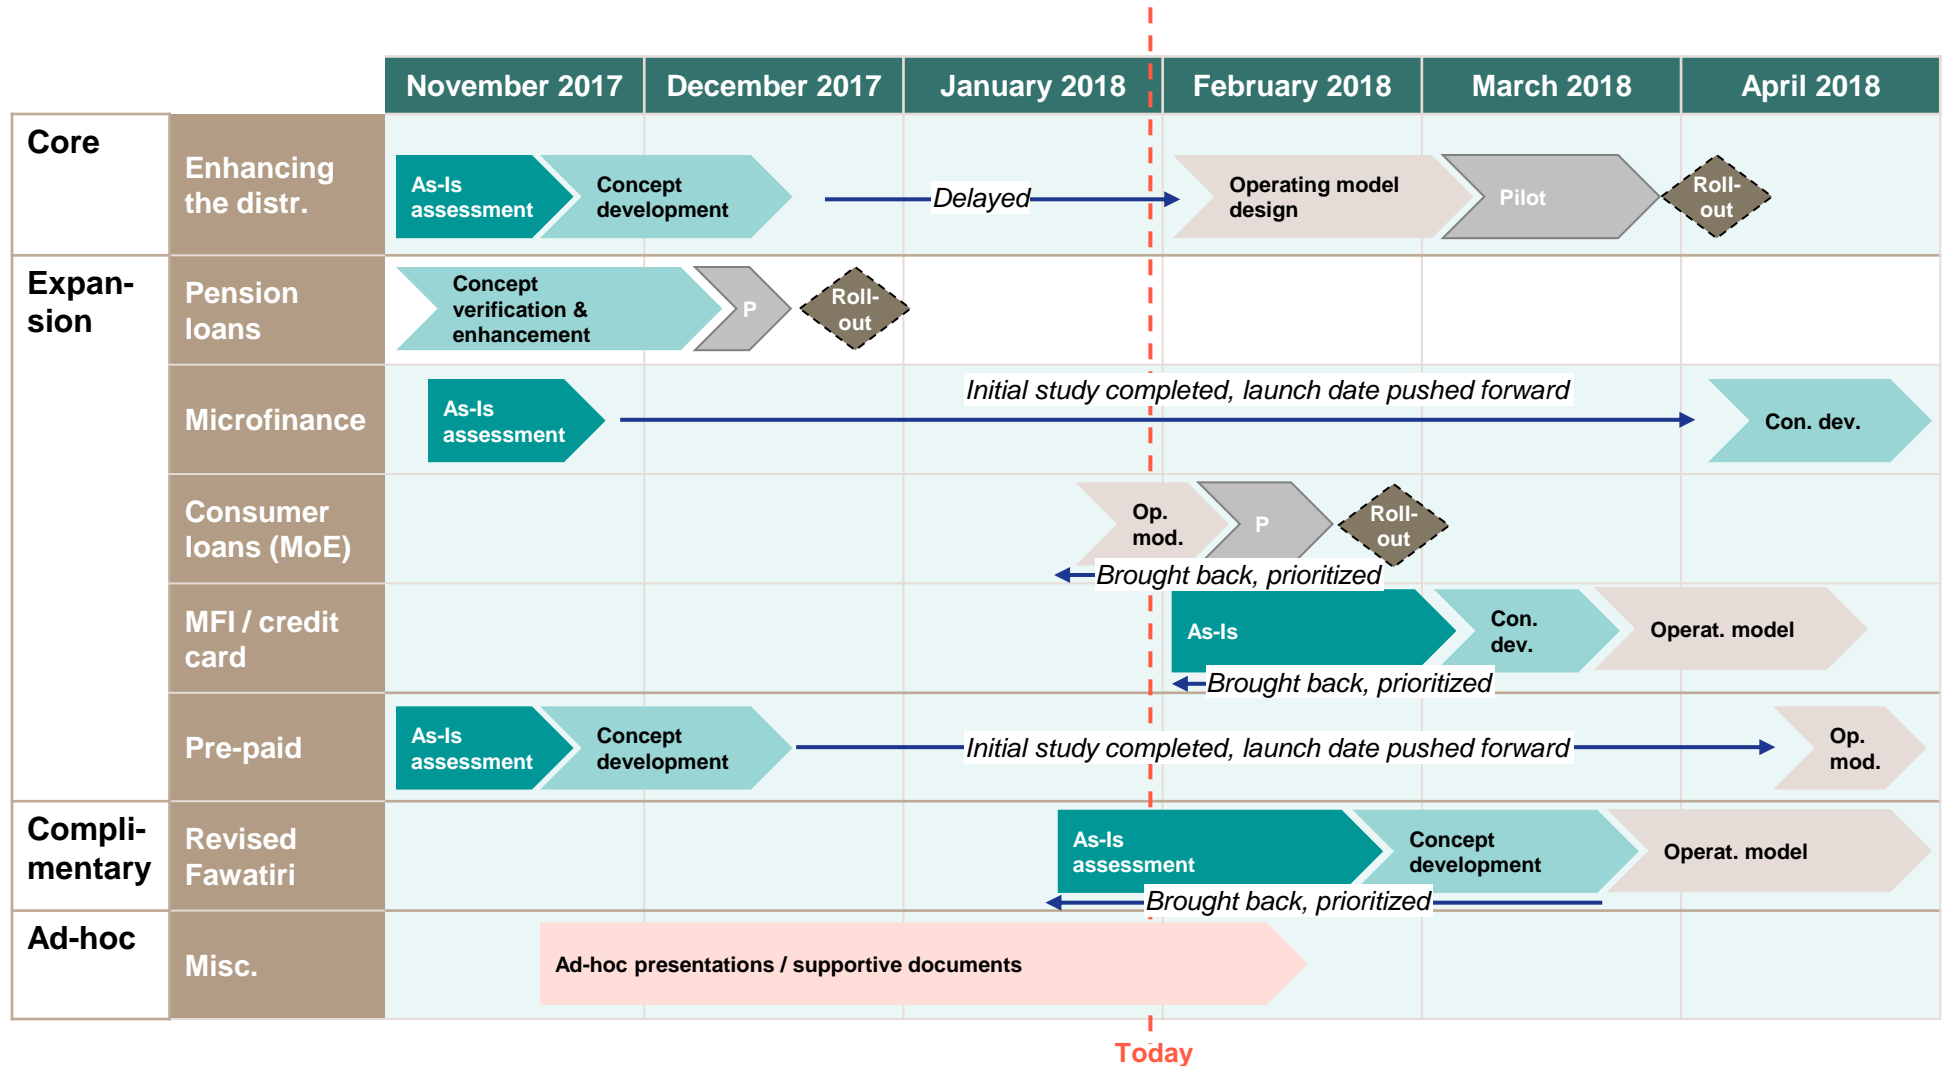 November 2017
December 2017
January 2018
February 2018
March 2018
April 2018
Core
Enhancing
the distr.
As-Is
assessment
Concept
development
Delayed
Operating model
design
Pilot
Roll-
out
Expan-
sion
Pension
loans
Concept
verification &
enhancement
P
Roll-
out
Microfinance
As-Is
assessment
Initial study completed, launch date pushed forward
Con. dev.
Consumer
loans (MoE)
Op.
mod.
P
Roll-
out
Brought back, prioritized
MFI / credit
card
As-Is
Con.
dev.
Operat. model
Brought back, prioritized
Pre-paid
As-Is
assessment
Concept
development
Initial study completed, launch date pushed forward
Op.
mod.
Compli-
mentary
Revised
Fawatiri
As-Is
assessment
Concept
development
Operat. model
Brought back, prioritized
Ad-hoc
Misc.
Ad-hoc presentations / supportive documents
Today